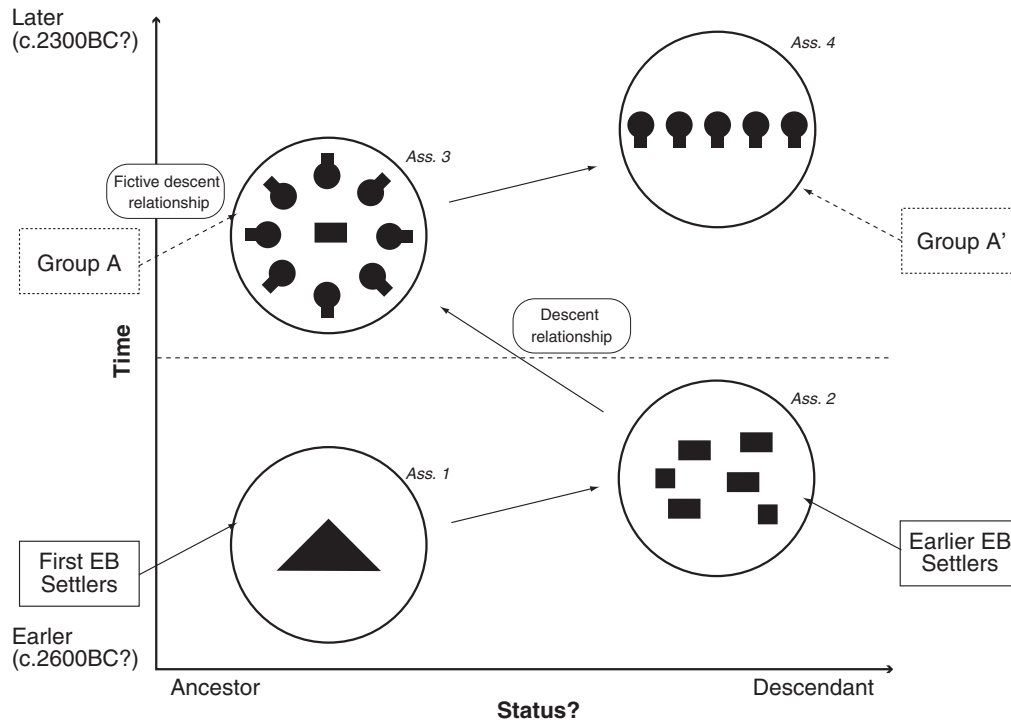 Later
(c.2300BC?)
Ass. 4
Ass. 3
Fictive descent
relationship
Group A
Group A'
Descent
relationship
Time
Ass. 2
Ass. 1
First EB
Settlers
Earlier EB
Settlers
Earler
(c.2600BC?)
Ancestor
Descendant
Status?